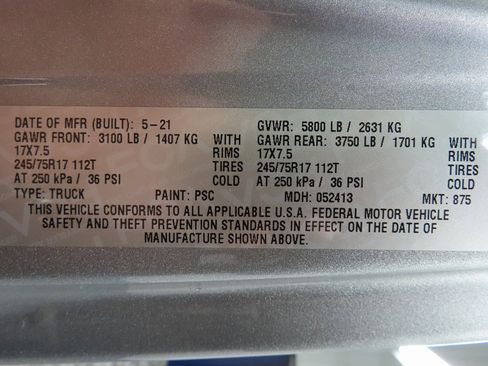 DATE OF MFR (BUILT): 5-21 GVWR: 5800 LB / 2631 KG
GAWR FRONT: 3100 LB / 1407 KG WITH GAWR REAR: 3750 LB / 1701 KG WITH
17X7.5 RIMS 17X7.5 RIMS
245/75R17 112T TIRES 245/75R17 112T TIRES
AT 250 kPa / 36 PSI COLD AT 250 kPa / 36 PSI COLD
TYPE: TRUCK PAINT: PSC MDH: 052413 MKT: 875
THIS VEHICLE CONFORMS TO ALL APPLICABLE U.S.A. FEDERAL MOTOR VEHICLE
SAFETY AND THEFT PREVENTION STANDARDS IN EFFECT ON THE DATE OF
MANUFACTURE SHOWN ABOVE.